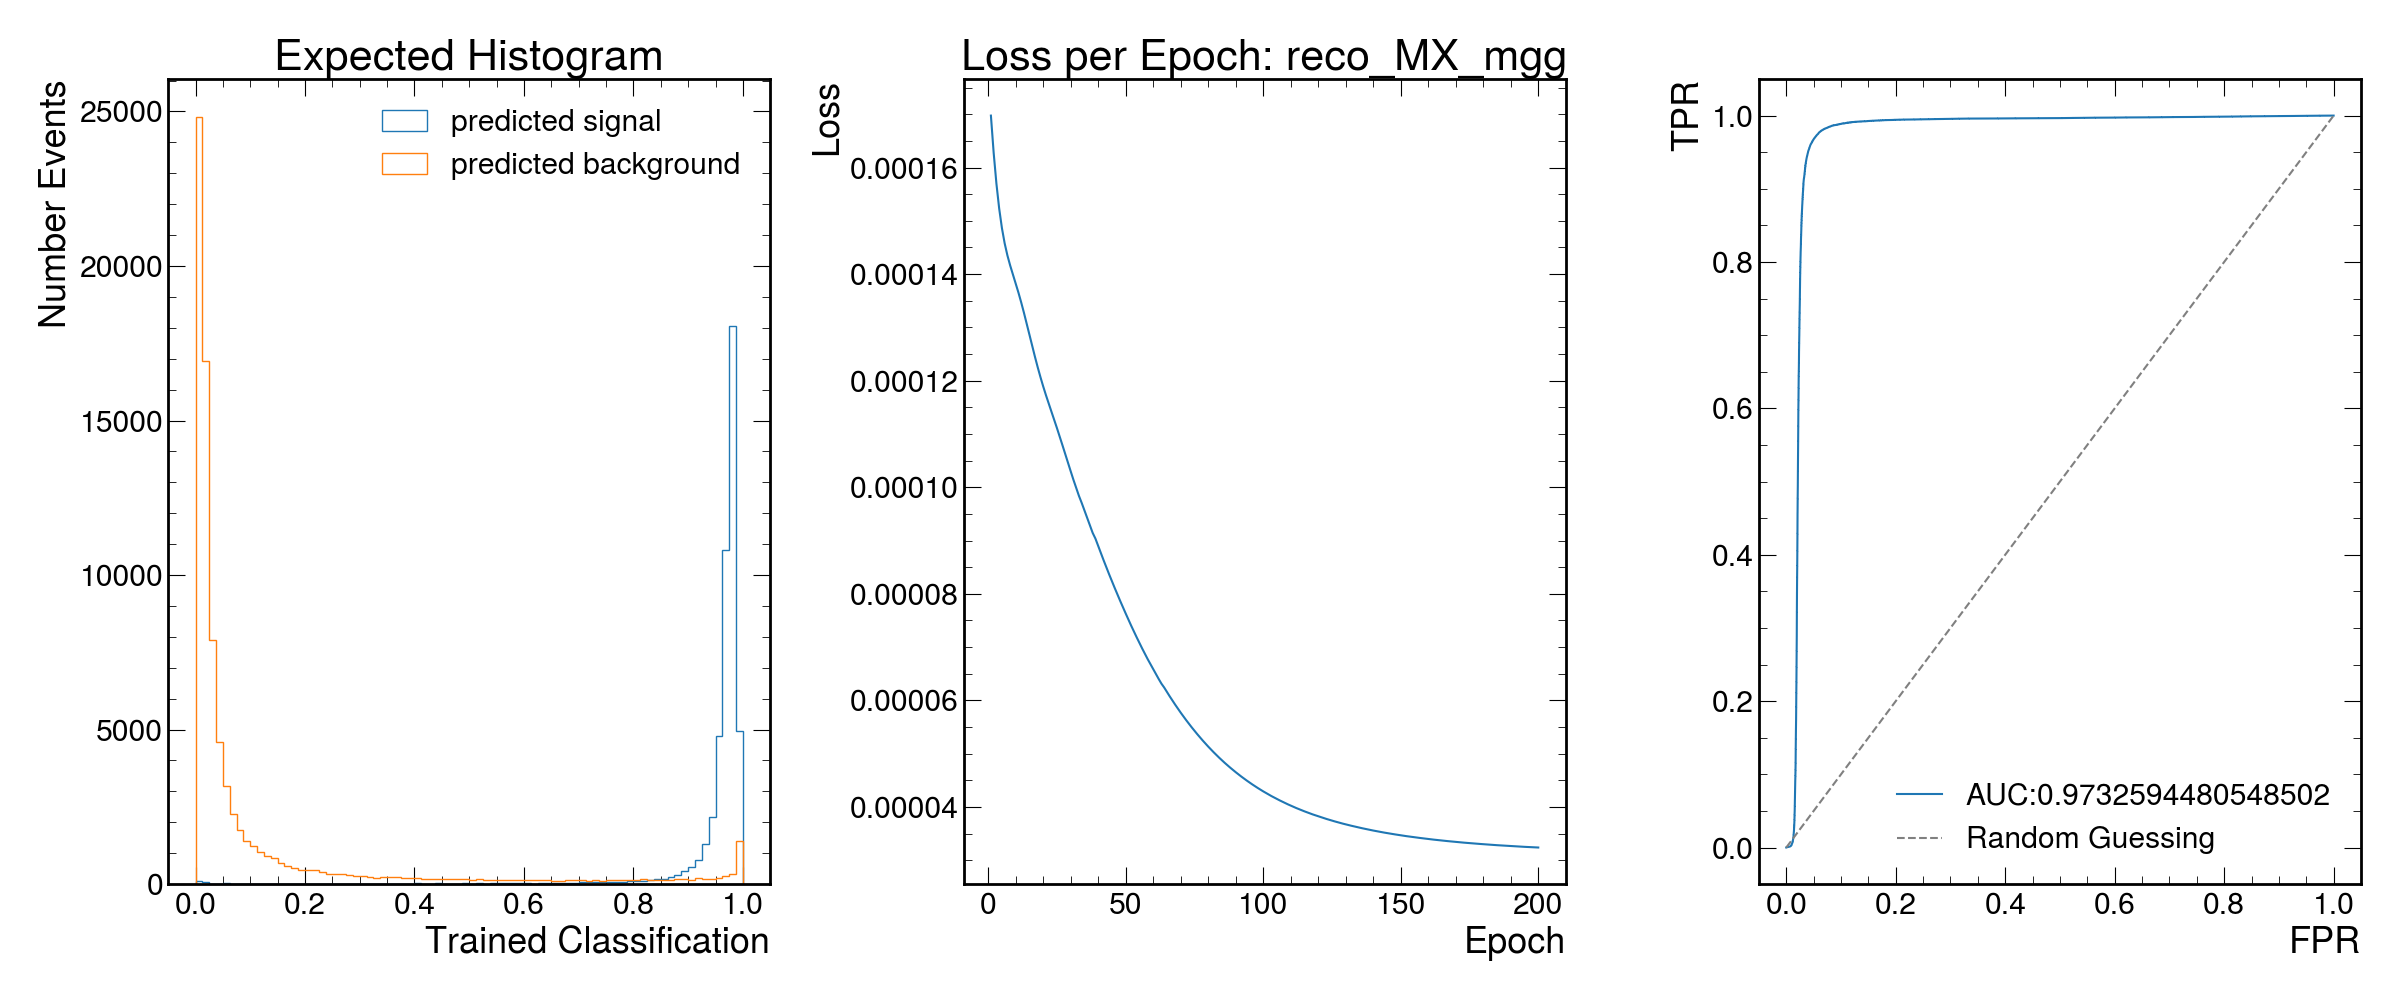 Expected Histogram
Number Events
25000
20000
15000
10000
5000
0
predicted signal
predicted background
0.0 0.2 0.4 0.6 0.8 1.0
Trained Classification
Loss per Epoch: reco_MX_mgg
Loss
0.00016
0.00014
0.00012
0.00010
0.00008
0.00006
0.00004
0 50 100 150 200
Epoch
TPR
1.0
0.8
0.6
0.4
0.2
0.0
AUC:0.9732594480548502
Random Guessing
0.0 0.2 0.4 0.6 0.8 1.0
FPR